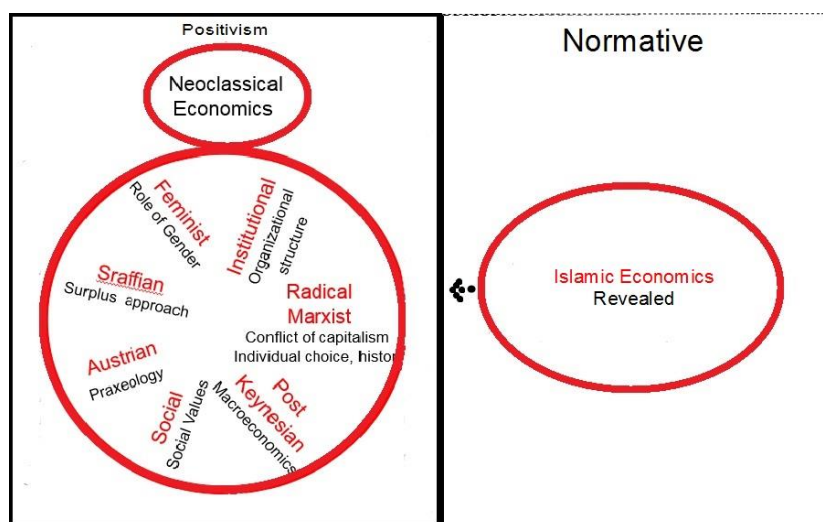 Positivism
Neoclassical
Economics
Feminist
Role of Gender
Institutional
Organizational
structure
Sraffian
Surplus approach
Radical
Marxist
Conflict of capitalism
Individual choice, histor
Austrian
Praxeology
Social
Social Values
Post
Keynesian
Macroeconomics
Normative
Islamic Economics
Revealed